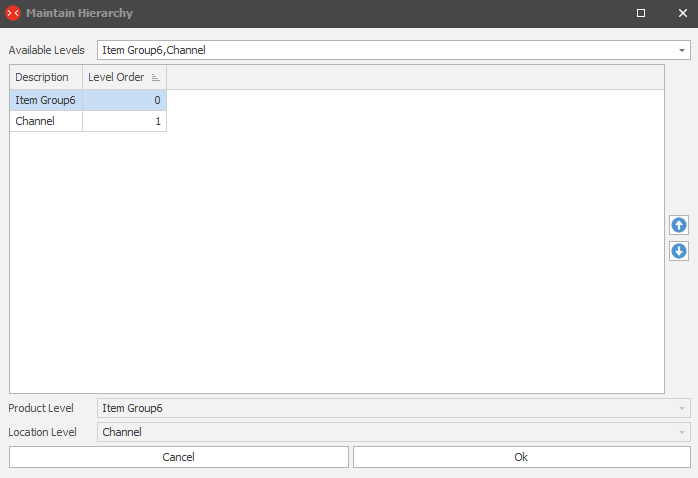 Maintain Hierarchy
Available Levels Item Group6,Channel
Description Level Order
Item Group6 0
Channel 1
Product Level Item Group6
Location Level Channel
Cancel Ok